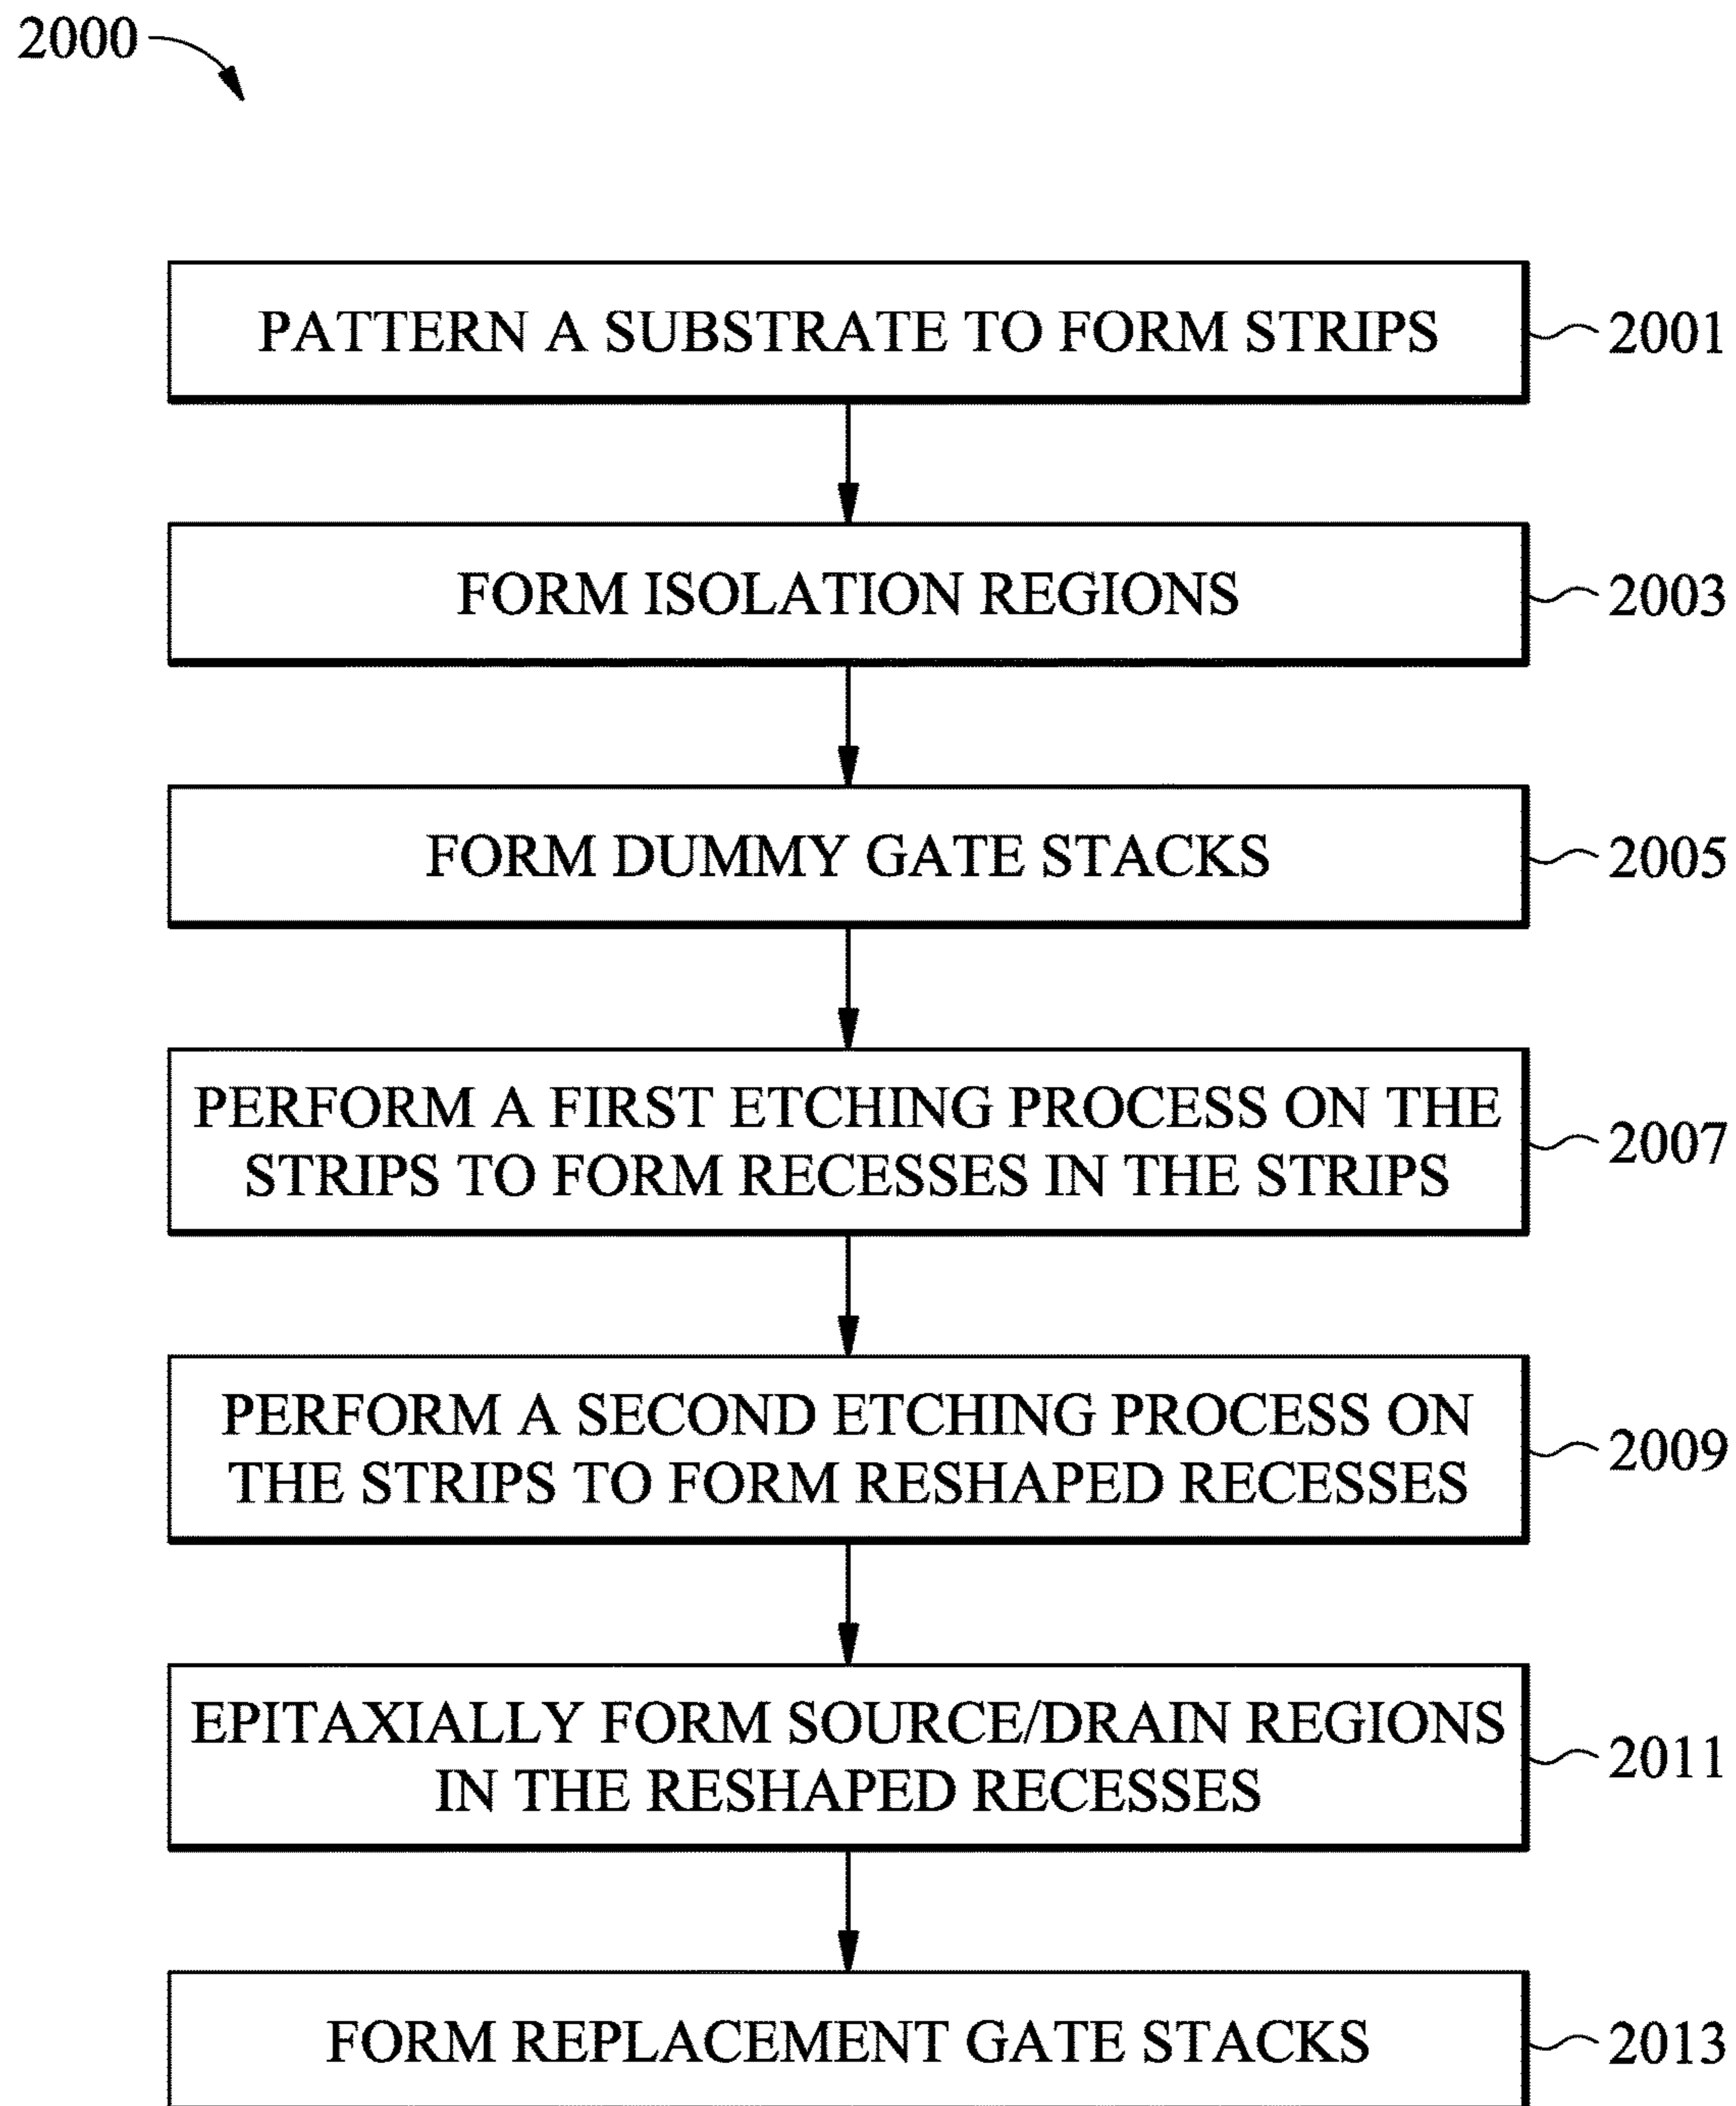 2000
PATTERN A SUBSTRATE TO FORM STRIPS
2001
FORM ISOLATION REGIONS
2003
FORM DUMMY GATE STACKS
2005
PERFORM A FIRST ETCHING PROCESS ON THE
STRIPS TO FORM RECESSES IN THE STRIPS
2007
PERFORM A SECOND ETCHING PROCESS ON
THE STRIPS TO FORM RESHAPED RECESSES
2009
EPITAXIALLY FORM SOURCE/DRAIN REGIONS
IN THE RESHAPED RECESSES
2011
FORM REPLACEMENT GATE STACKS
2013